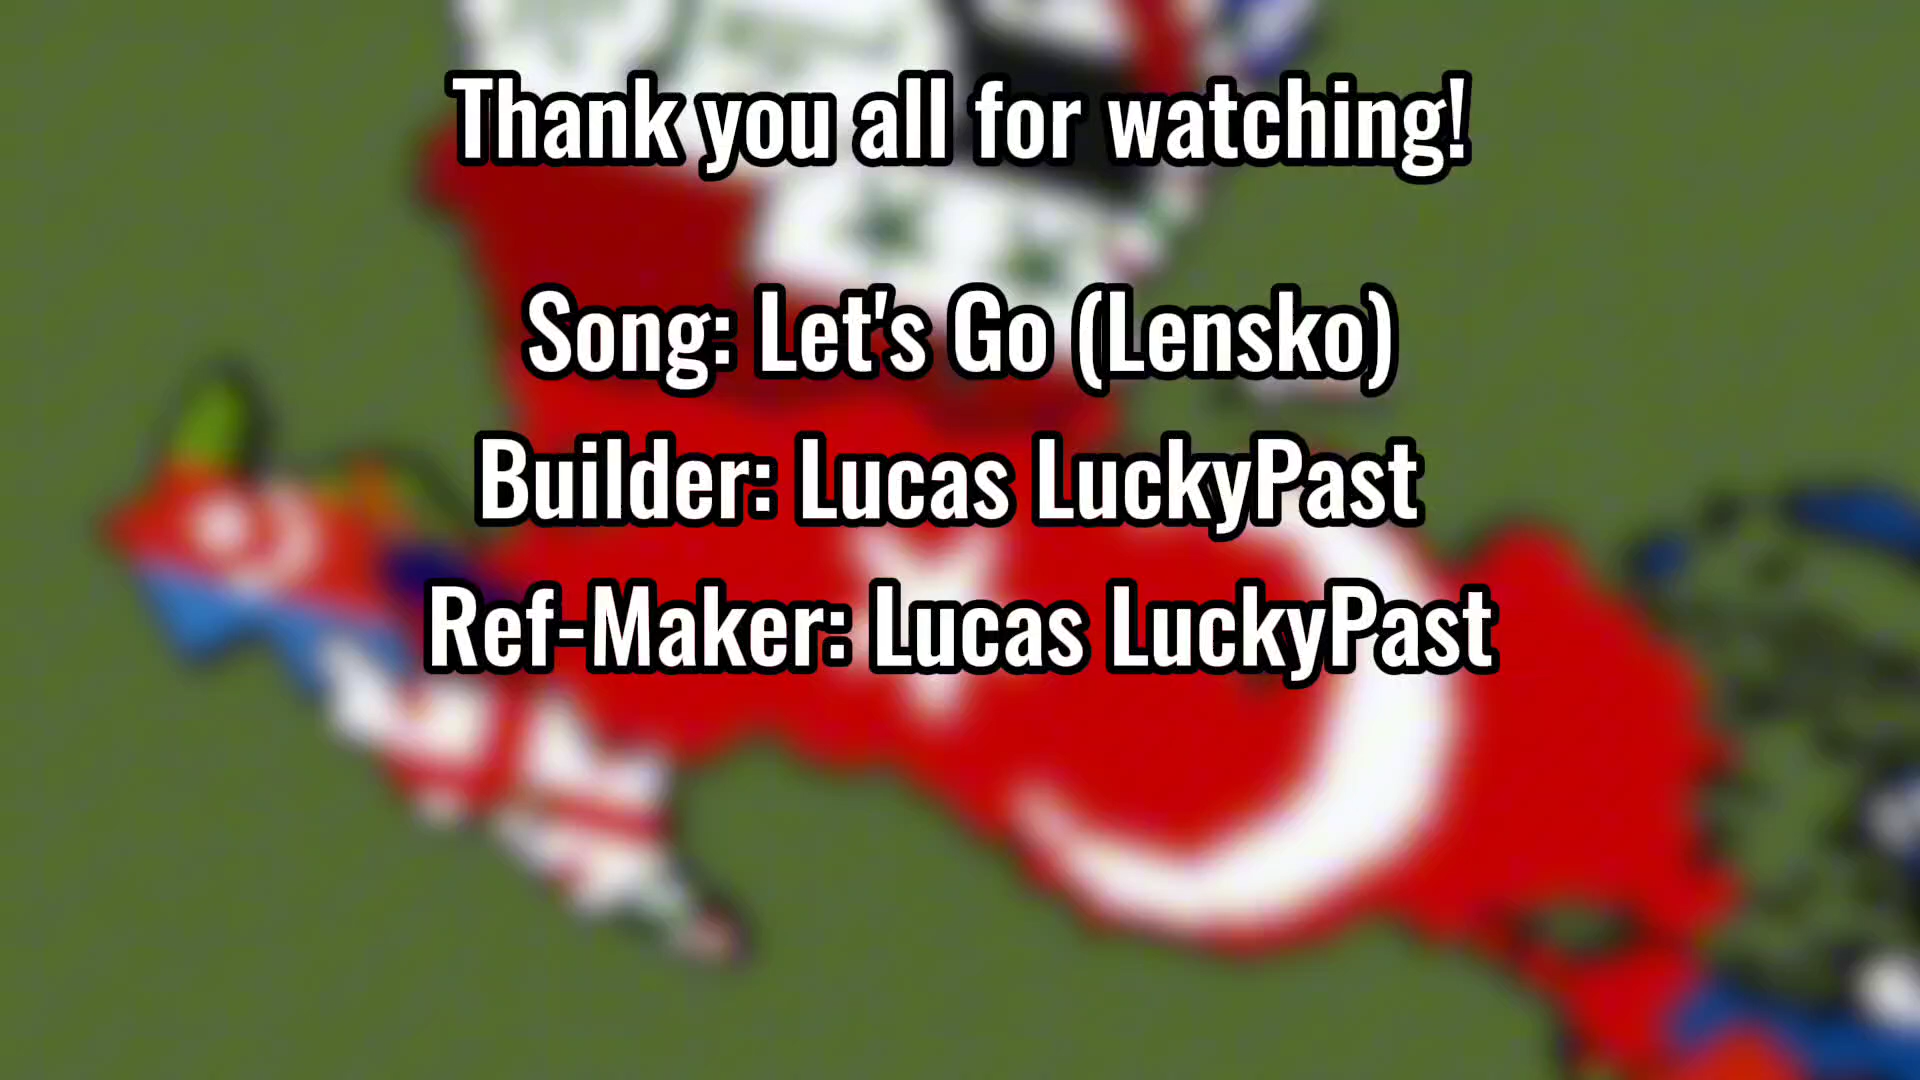 Thank you all for watching!
Song: Let's Go (Lensko)
Builder: Lucas LuckyPast
Ref-Maker: Lucas LuckyPast